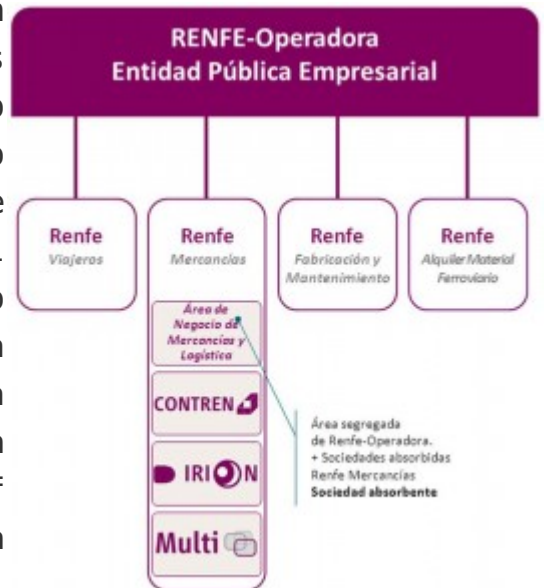 RENFE-Operadora
Entidad Pública Empresarial
Renfe
Viajeros
Renfe
Mercancías
Renfe
Fabricación y
Mantenimiento
Renfe
Alquiler Material
Ferroviario
Área de
Negocio de
Mercancías y
Logística
CONTREN
IRION
Multi
Área segregada
de Renfe-Operadora.
+ Sociedades absorbidas
Renfe Mercancías
Sociedad absorbente